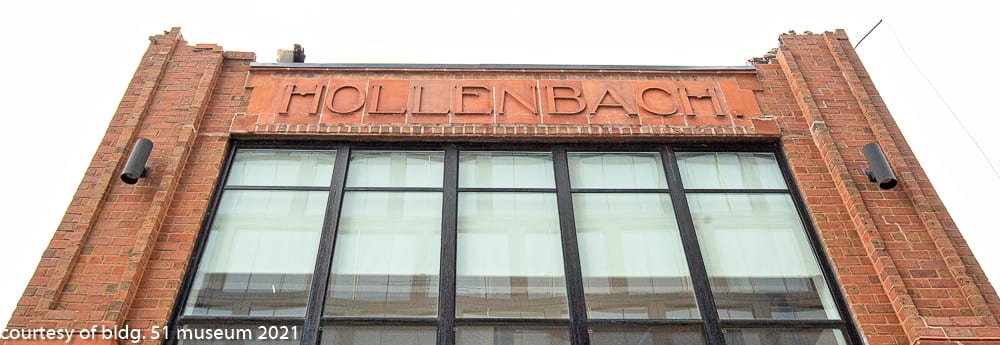 HOLLENBACH.
courtesy of bldg. 51 museum 2021